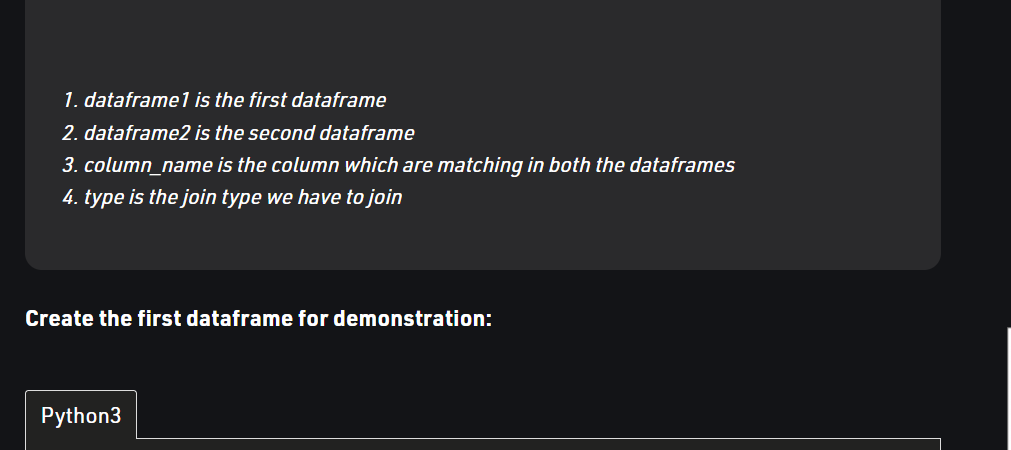 1. dataframe1 is the first dataframe
2. dataframe2 is the second dataframe
3. column_name is the column which are matching in both the dataframes
4. type is the join type we have to join
Create the first dataframe for demonstration:
Python3